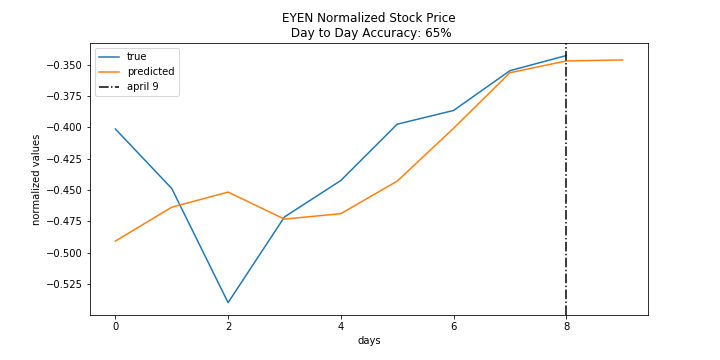 EYEN Normalized Stock Price
Day to Day Accuracy: 65%
true
predicted
april 9
−0.350
−0.375
−0.400
−0.425
−0.450
−0.475
−0.500
−0.525
normalized values
0 2 4 6 8
days